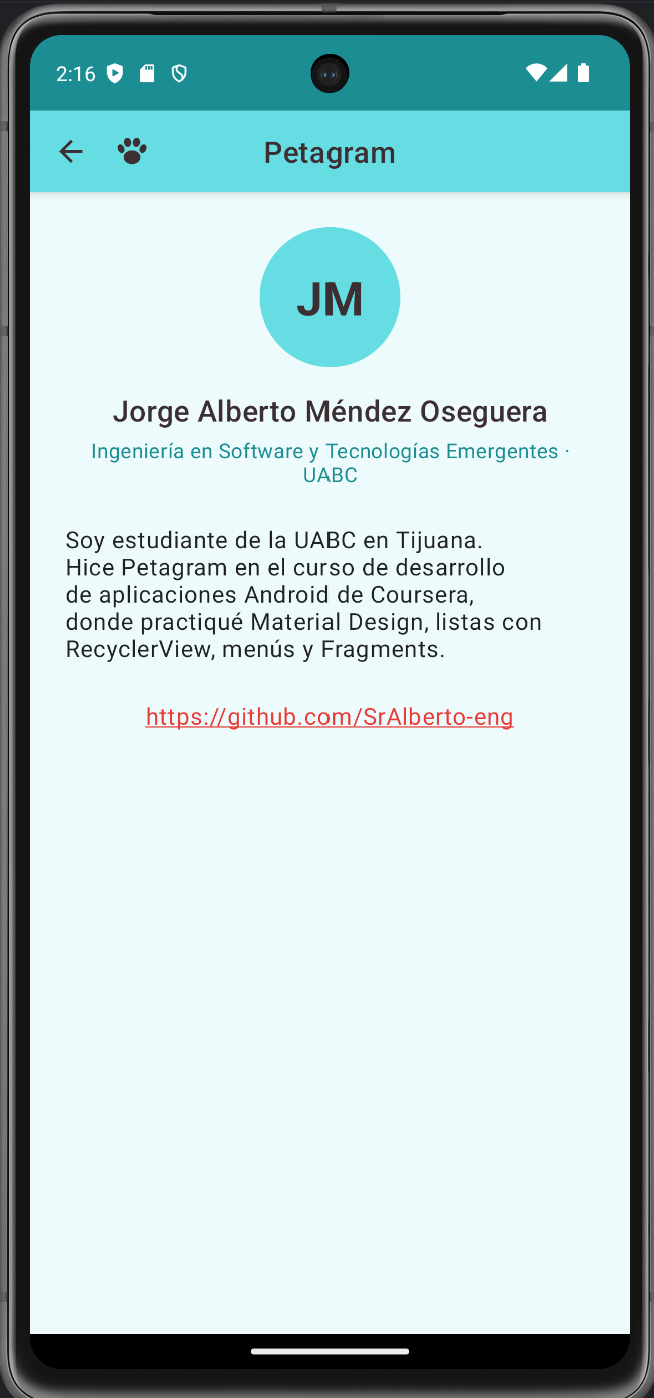 2:16
Petagram
JM
Jorge Alberto Méndez Oseguera
Ingeniería en Software y Tecnologías Emergentes ·
UABC
Soy estudiante de la UABC en Tijuana.
Hice Petagram en el curso de desarrollo
de aplicaciones Android de Coursera,
donde practiqué Material Design, listas con
RecyclerView, menús y Fragments.
https://github.com/SrAlberto-eng